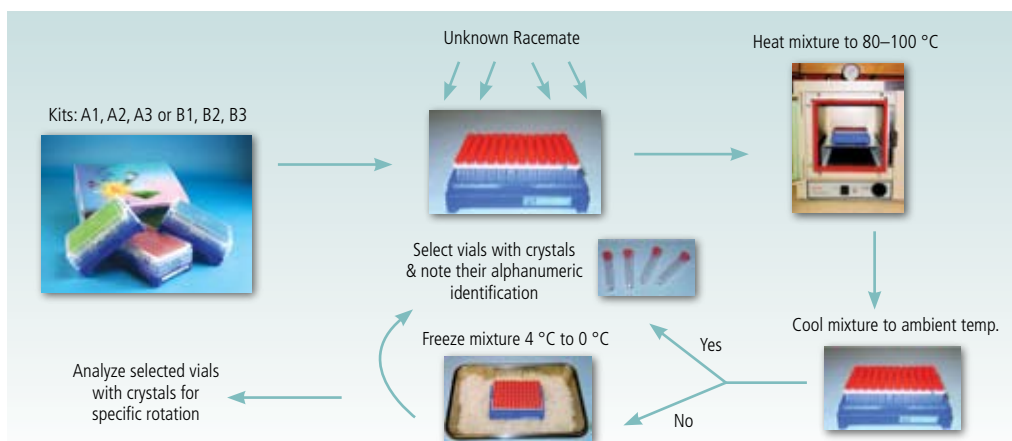 Unknown Racemate
Heat mixture to 80–100 °C
Kits: A1, A2, A3 or B1, B2, B3
Select vials with crystals
& note their alphanumeric
identification
Cool mixture to ambient temp.
Freeze mixture 4 °C to 0 °C
Yes
Analyze selected vials
with crystals for
specific rotation
No